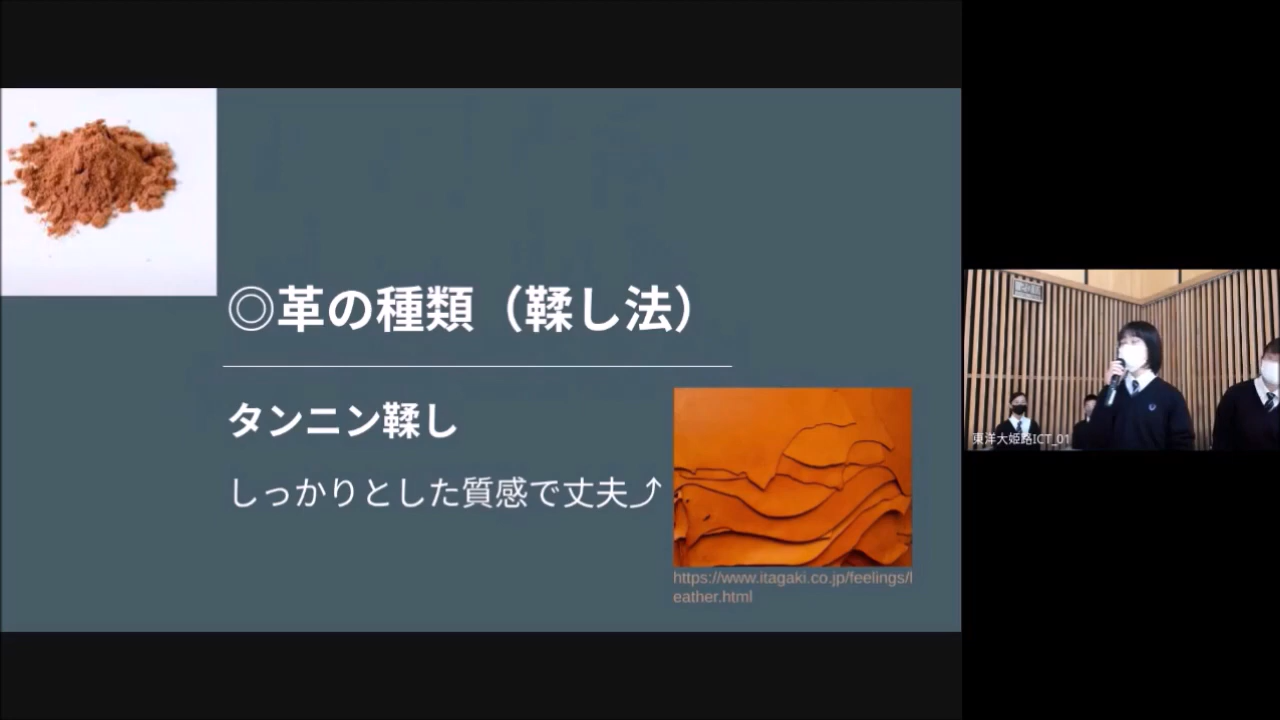 ◎革の種類（鞣し法）
タンニン鞣し
しっかりとした質感で丈夫⤴
https://www.itagaki.co.jp/feelings/l
eather.html
東洋大姫路ICT_01